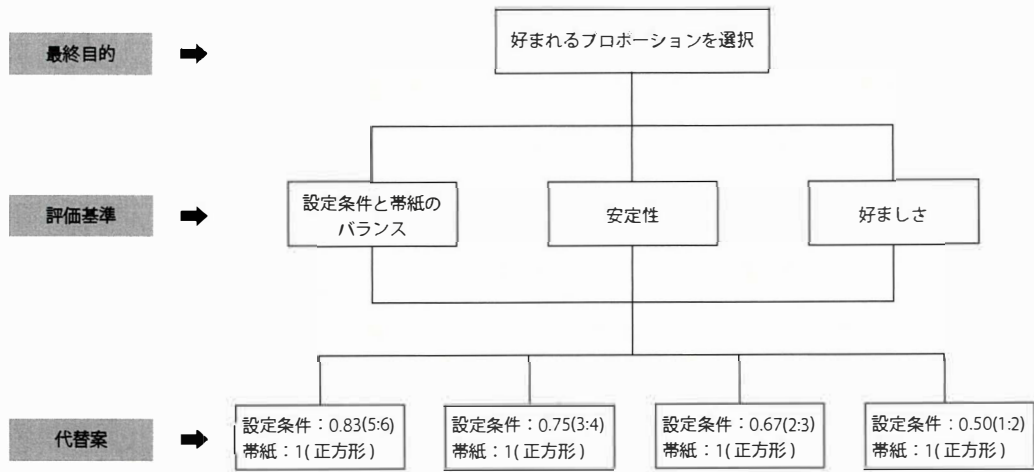 最終目的
好まれるプロポーションを選択
評価基準
設定条件と帯紙の
バランス
安定性
好ましさ
代替案
設定条件：0.83(5:6)
帯紙：1( 正方形 )
設定条件：0.75(3:4)
帯紙：1( 正方形 )
設定条件：0.67(2:3)
帯紙：1( 正方形 )
設定条件：0.50(1:2)
帯紙：1( 正方形 )